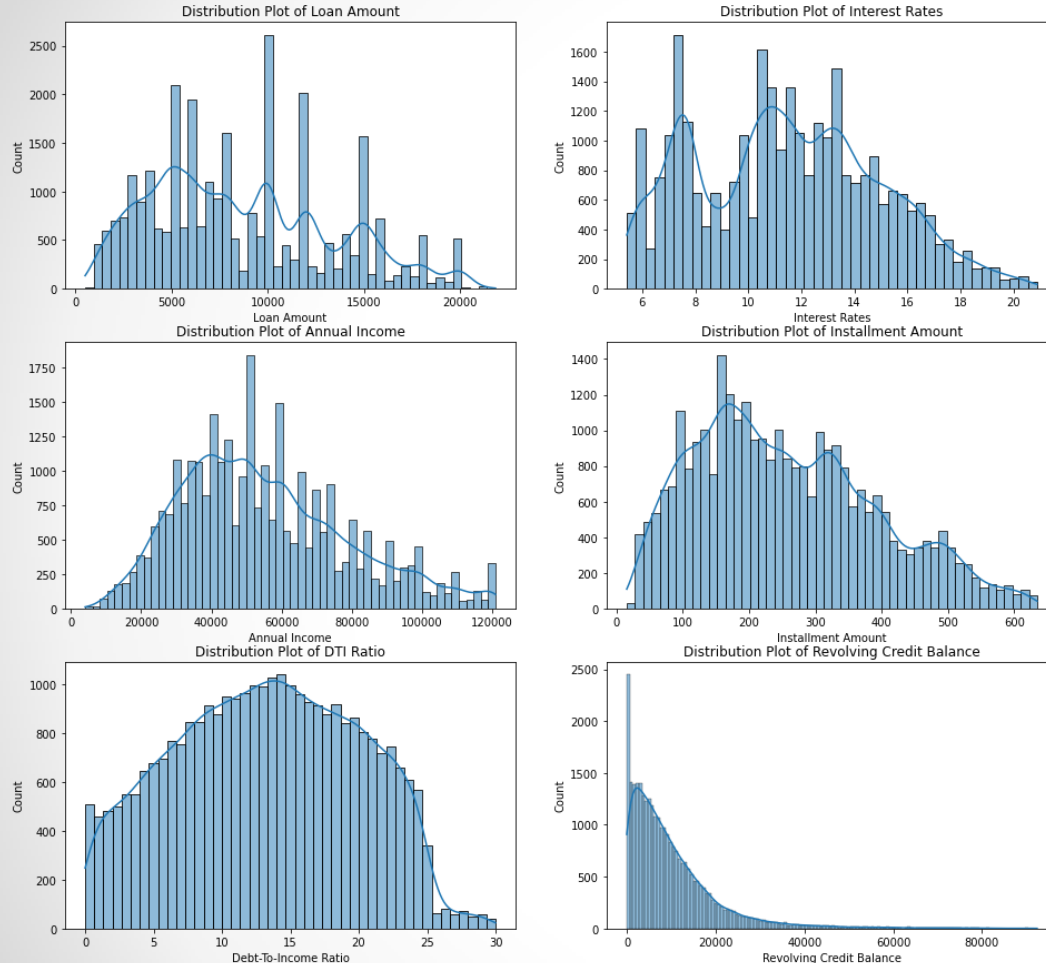 Distribution Plot of Loan Amount
Count
2500
2000
1500
1000
500
0
0 5000 10000 15000 20000
Loan Amount
Distribution Plot of Interest Rates
Count
1600
1400
1200
1000
800
600
400
200
0
6 8 10 12 14 16 18 20
Interest Rates
Distribution Plot of Annual Income
Count
1750
1500
1250
1000
750
500
250
0
0 20000 40000 60000 80000 100000 120000
Annual Income
Distribution Plot of Installment Amount
Count
1400
1200
1000
800
600
400
200
0
0 100 200 300 400 500 600
Installment Amount
Distribution Plot of DTI Ratio
Count
1000
800
600
400
200
0
0 5 10 15 20 25 30
Debt-To-Income Ratio
Distribution Plot of Revolving Credit Balance
Count
2500
2000
1500
1000
500
0
0 20000 40000 60000 80000
Revolving Credit Balance